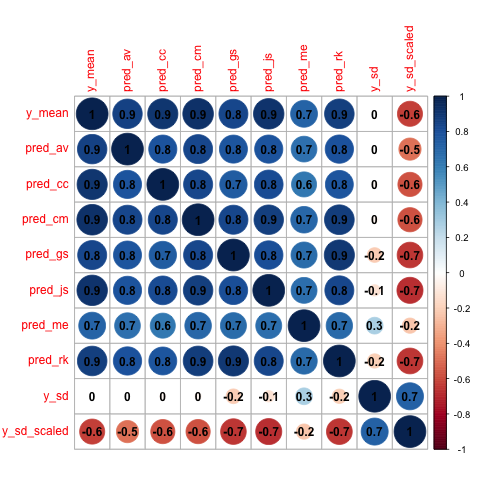 y_mean pred_av pred_cc pred_cm pred_gs pred_js pred_me pred_rk y_sd y_sd_scaled
y_mean 1 0.9 0.9 0.9 0.8 0.9 0.7 0.9 0 -0.6
pred_av 0.9 1 0.8 0.8 0.8 0.8 0.7 0.8 0 -0.5
pred_cc 0.9 0.8 1 0.8 0.7 0.8 0.6 0.8 0 -0.6
pred_cm 0.9 0.8 0.8 1 0.8 0.9 0.7 0.9 0 -0.6
pred_gs 0.8 0.8 0.7 0.8 1 0.8 0.7 0.9 -0.2 -0.7
pred_js 0.9 0.8 0.8 0.9 0.8 1 0.7 0.8 -0.1 -0.7
pred_me 0.7 0.7 0.6 0.7 0.7 0.7 1 0.7 0.3 -0.2
pred_rk 0.9 0.8 0.8 0.9 0.9 0.8 0.7 1 -0.2 -0.7
y_sd 0 0 0 0 -0.2 -0.1 0.3 -0.2 1 0.7
y_sd_scaled -0.6 -0.5 -0.6 -0.6 -0.7 -0.7 -0.2 -0.7 0.7 1
1
0.8
0.6
0.4
0.2
0
-0.2
-0.4
-0.6
-0.8
-1